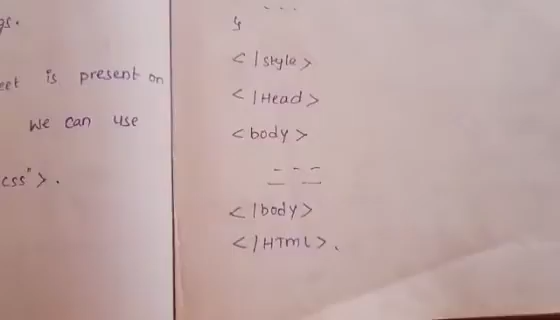 gs.
eet is present on
we can use
css">.
}
</style>
</Head>
<body>
</body>
</HTML>.